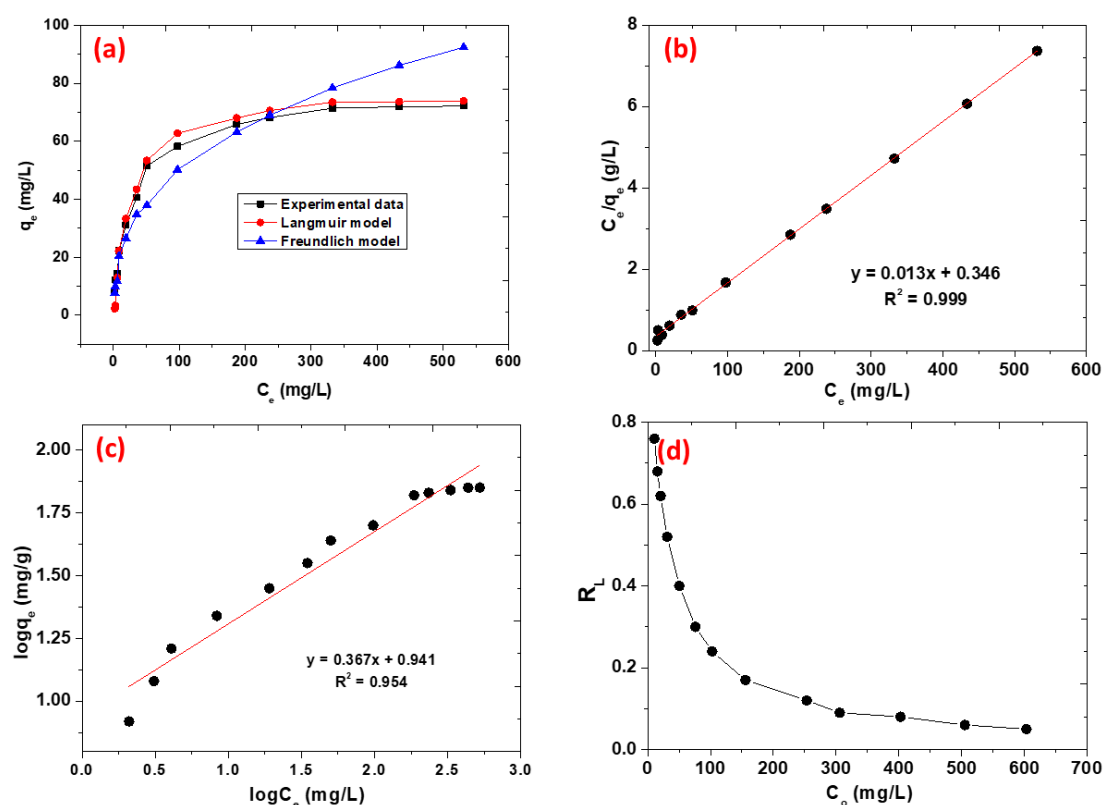 (a)
100
80
60
40
20
0
q_e (mg/L)
Experimental data
Langmuir model
Freundlich model
0 100 200 300 400 500 600
C_e (mg/L)
(b)
8
6
4
2
0
C_e/q_e (g/L)
y = 0.013x + 0.346
R² = 0.999
0 100 200 300 400 500 600
C_e (mg/L)
(c)
2.00
1.75
1.50
1.25
1.00
logq_e (mg/g)
y = 0.367x + 0.941
R² = 0.954
0.0 0.5 1.0 1.5 2.0 2.5 3.0
logC_e (mg/L)
(d)
0.8
0.6
0.4
0.2
0.0
R_L
0 100 200 300 400 500 600 700
C_o (mg/L)